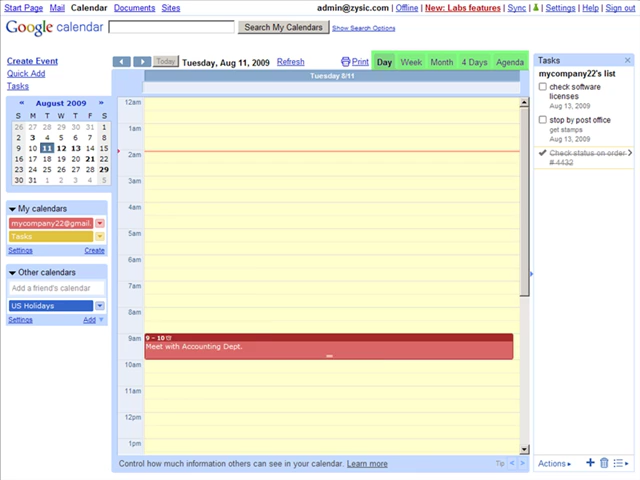 Start Page Mail Calendar Documents Sites
admin@zysic.com | Offline | New: Labs features | Sync | Settings | Help | Sign out
Google calendar
Search My Calendars
Show Search Options
Create Event
Quick Add
Tasks
« August 2009 »
S M T W T F S
26 27 28 29 30 31 1
2 3 4 5 6 7 8
9 10 11 12 13 14 15
16 17 18 19 20 21 22
23 24 25 26 27 28 29
30 31 1 2 3 4 5
My calendars
mycompany22@gmail.
Tasks
Settings Create
Other calendars
Add a friend's calendar
US Holidays
Settings Add
Today
Tuesday, Aug 11, 2009 Refresh
Print
Day Week Month 4 Days Agenda
Tuesday 8/11
12am
1am
2am
3am
4am
5am
6am
7am
8am
9am
9 – 10
Meet with Accounting Dept.
10am
11am
12pm
1pm
Control how much information others can see in your calendar. Learn more
Tip < >
Tasks
mycompany22's list
check software
licenses
Aug 13, 2009
stop by post office
get stamps
Aug 13, 2009
Check status on order
# 4432
Actions